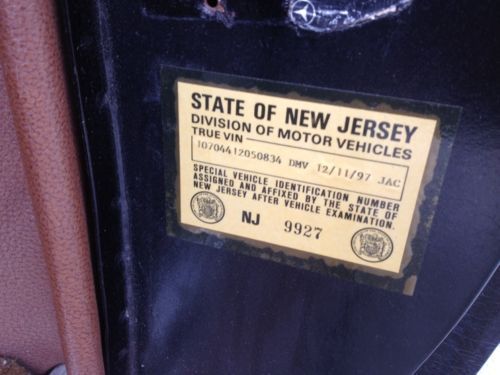 STATE OF NEW JERSEY
DIVISION OF MOTOR VEHICLES
TRUE VIN
10704412050834 DMV 12/11/97 JAC
SPECIAL VEHICLE IDENTIFICATION NUMBER
ASSIGNED AND AFFIXED BY THE STATE OF
NEW JERSEY AFTER VEHICLE EXAMINATION.
NJ 9927